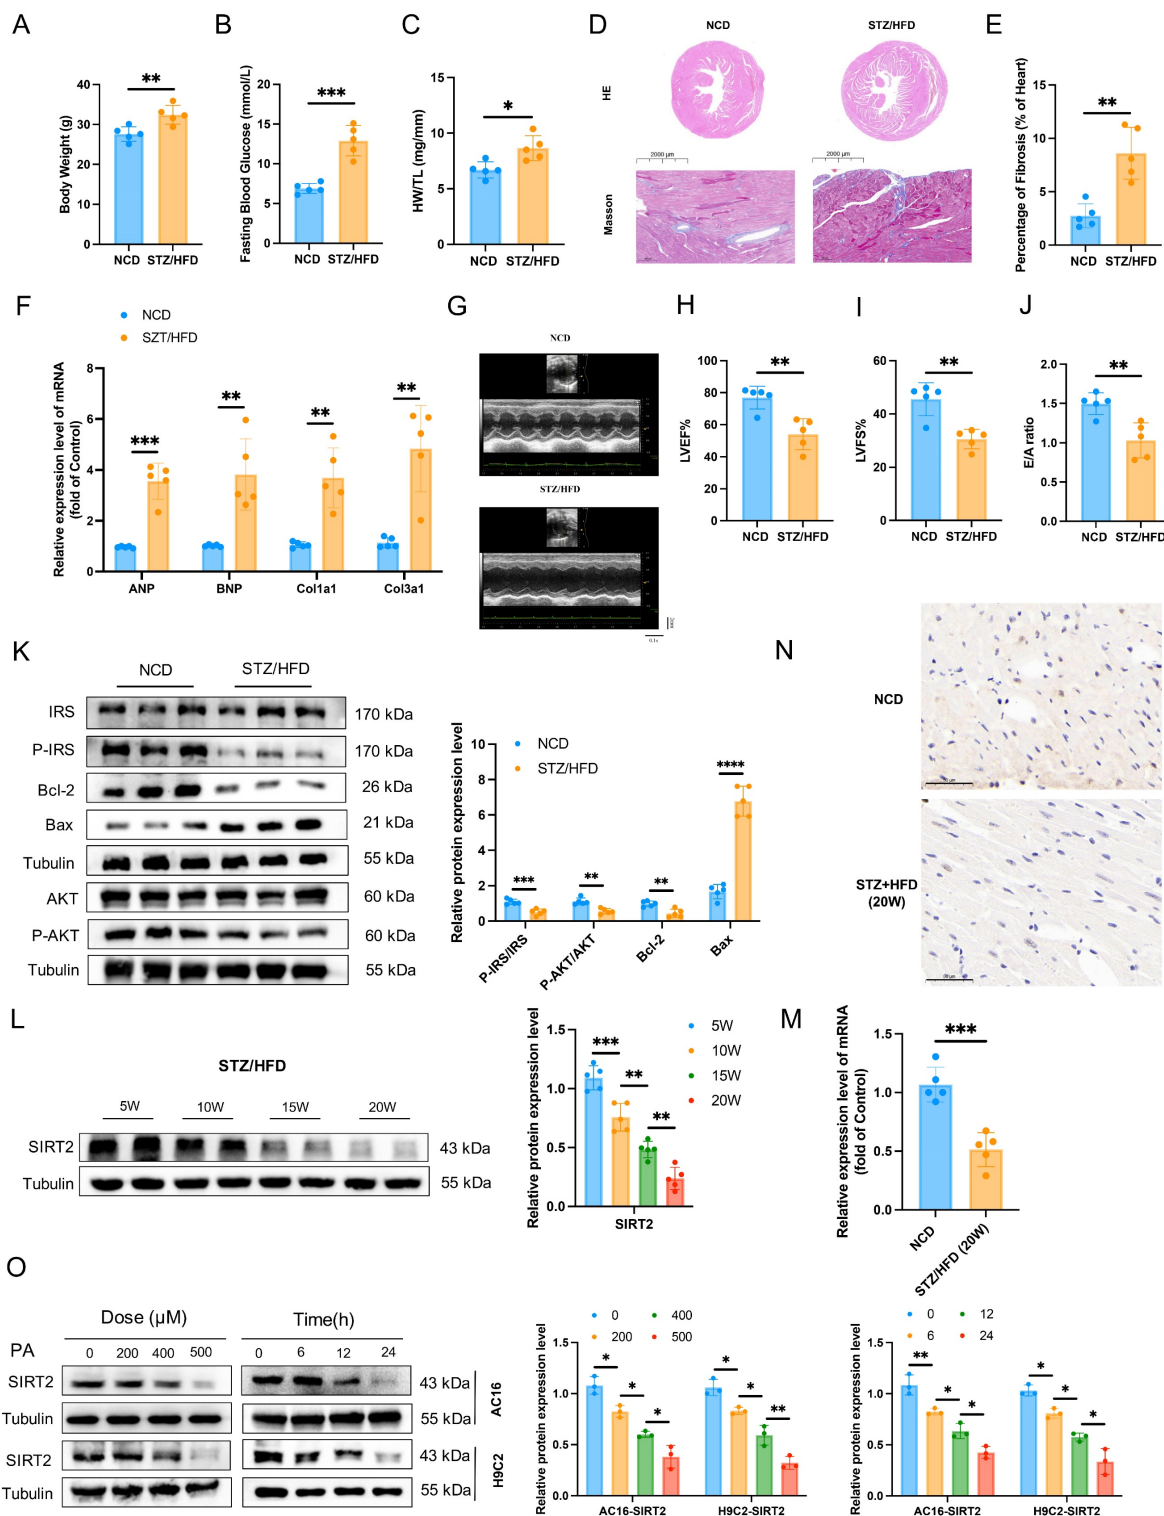 A
Body Weight (g)
40
30
20
10
0
**
NCD STZ/HFD
B
Fasting Blood Glucose (mmol/L)
20
15
10
5
0
***
NCD STZ/HFD
C
HW/TL (mg/mm)
15
10
5
0
*
NCD STZ/HFD
D
NCD STZ/HFD
HE
2000 μm 2000 μm
Masson
E
Percentage of Fibrosis (% of Heart)
15
10
5
0
**
NCD STZ/HFD
F
NCD
SZT/HFD
Relative expression level of mRNA
(fold of Control)
8
6
4
2
0
*** ** ** **
ANP BNP Col1a1 Col3a1
G
NCD
STZ/HFD
0.1s
H
LVEF%
100
80
60
40
20
0
**
NCD STZ/HFD
I
LVFS%
60
40
20
0
**
NCD STZ/HFD
J
E/A ratio
2.0
1.5
1.0
0.5
0.0
**
NCD STZ/HFD
K
NCD STZ/HFD
IRS 170 kDa
P-IRS 170 kDa
Bcl-2 26 kDa
Bax 21 kDa
Tubulin 55 kDa
AKT 60 kDa
P-AKT 60 kDa
Tubulin 55 kDa
Relative protein expression level
10
8
6
4
2
0
NCD
STZ/HFD
*** ** ** ****
P-IRS/IRS P-AKT/AKT Bcl-2 Bax
N
NCD
STZ+HFD
(20W)
L
STZ/HFD
5W 10W 15W 20W
SIRT2 43 kDa
Tubulin 55 kDa
Relative protein expression level
1.5
1.0
0.5
0.0
*** ** **
SIRT2
5W
10W
15W
20W
M
Relative expression level of mRNA
(fold of Control)
1.5
1.0
0.5
0.0
***
NCD STZ/HFD (20W)
O
Dose (μM) Time(h)
PA 0 200 400 500 0 6 12 24
SIRT2 43 kDa
Tubulin 55 kDa
AC16
SIRT2 43 kDa
Tubulin 55 kDa
H9C2
0 400
200 500
Relative protein expression level
1.5
1.0
0.5
0.0
* * * * * **
AC16-SIRT2 H9C2-SIRT2
0 12
6 24
Relative protein expression level
1.5
1.0
0.5
0.0
** * * * * *
AC16-SIRT2 H9C2-SIRT2